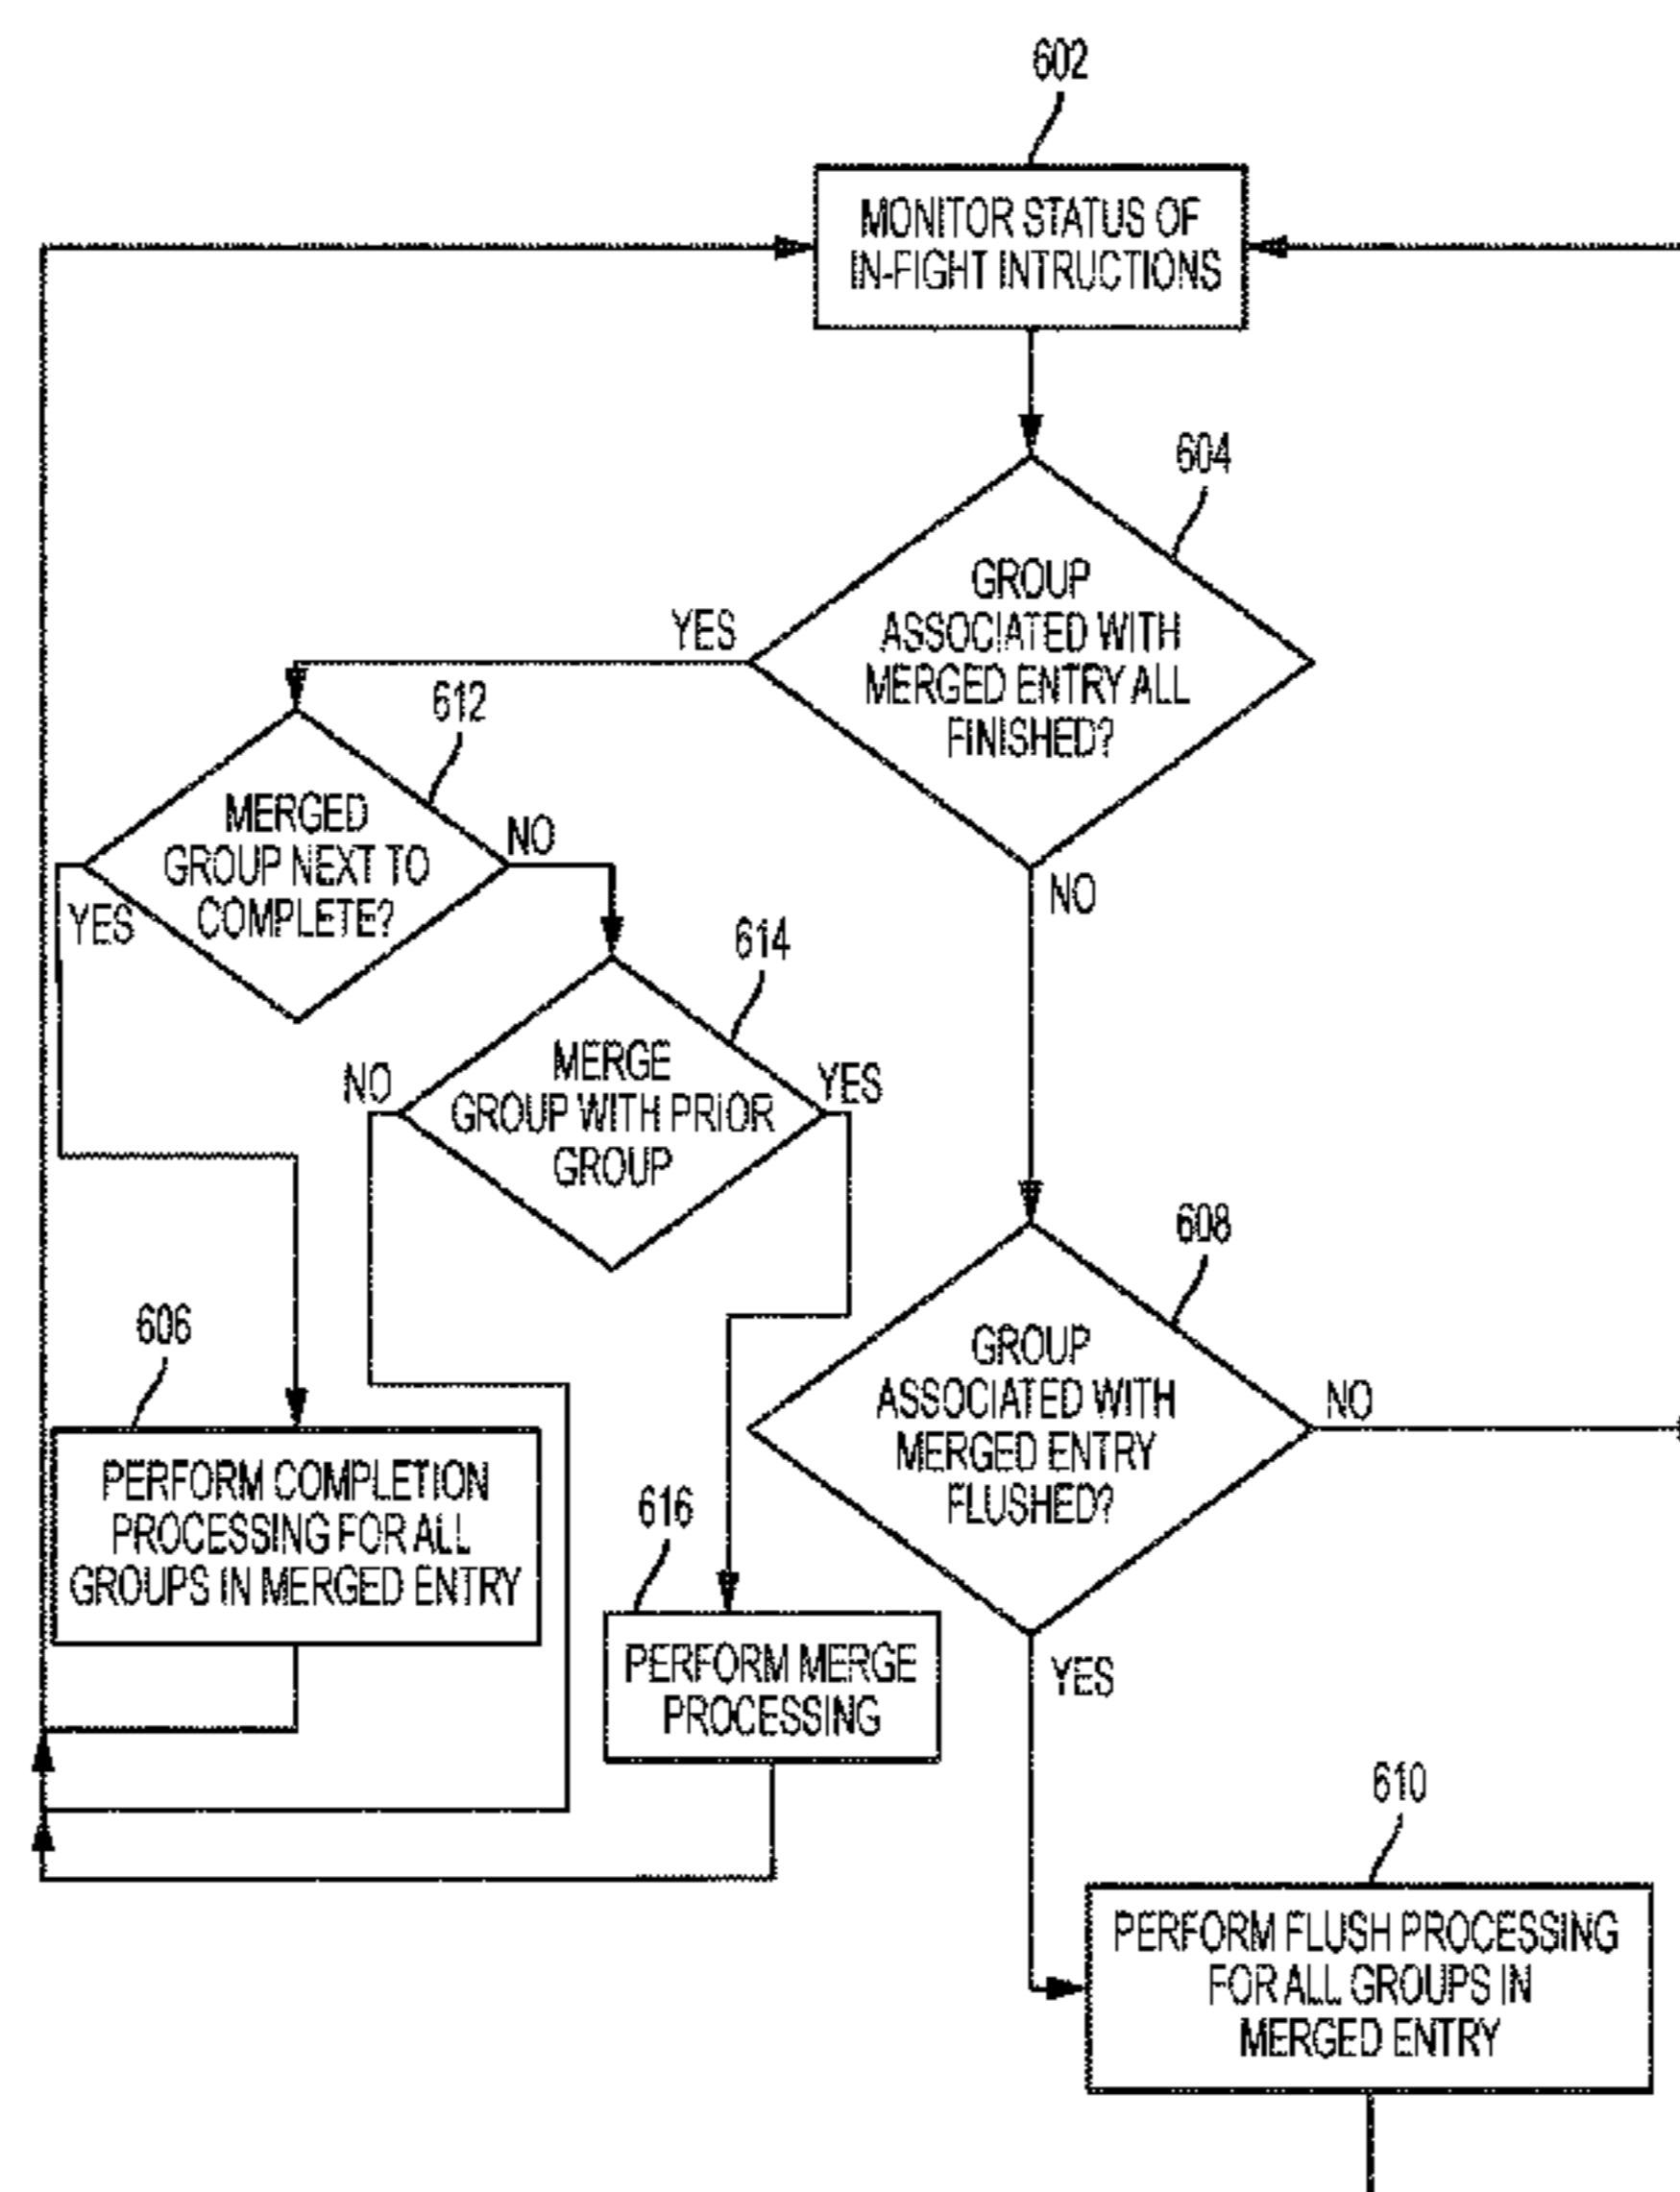 602
MONITOR STATUS OF
IN-FIGHT INTRUCTIONS
604
GROUP
ASSOCIATED WITH
MERGED ENTRY ALL
FINISHED?
YES
NO
612
MERGED
GROUP NEXT TO
COMPLETE?
NO
YES
614
MERGE
GROUP WITH PRIOR
GROUP
NO
YES
608
GROUP
ASSOCIATED WITH
MERGED ENTRY
FLUSHED?
NO
YES
606
PERFORM COMPLETION
PROCESSING FOR ALL
GROUPS IN MERGED ENTRY
616
PERFORM MERGE
PROCESSING
610
PERFORM FLUSH PROCESSING
FOR ALL GROUPS IN
MERGED ENTRY